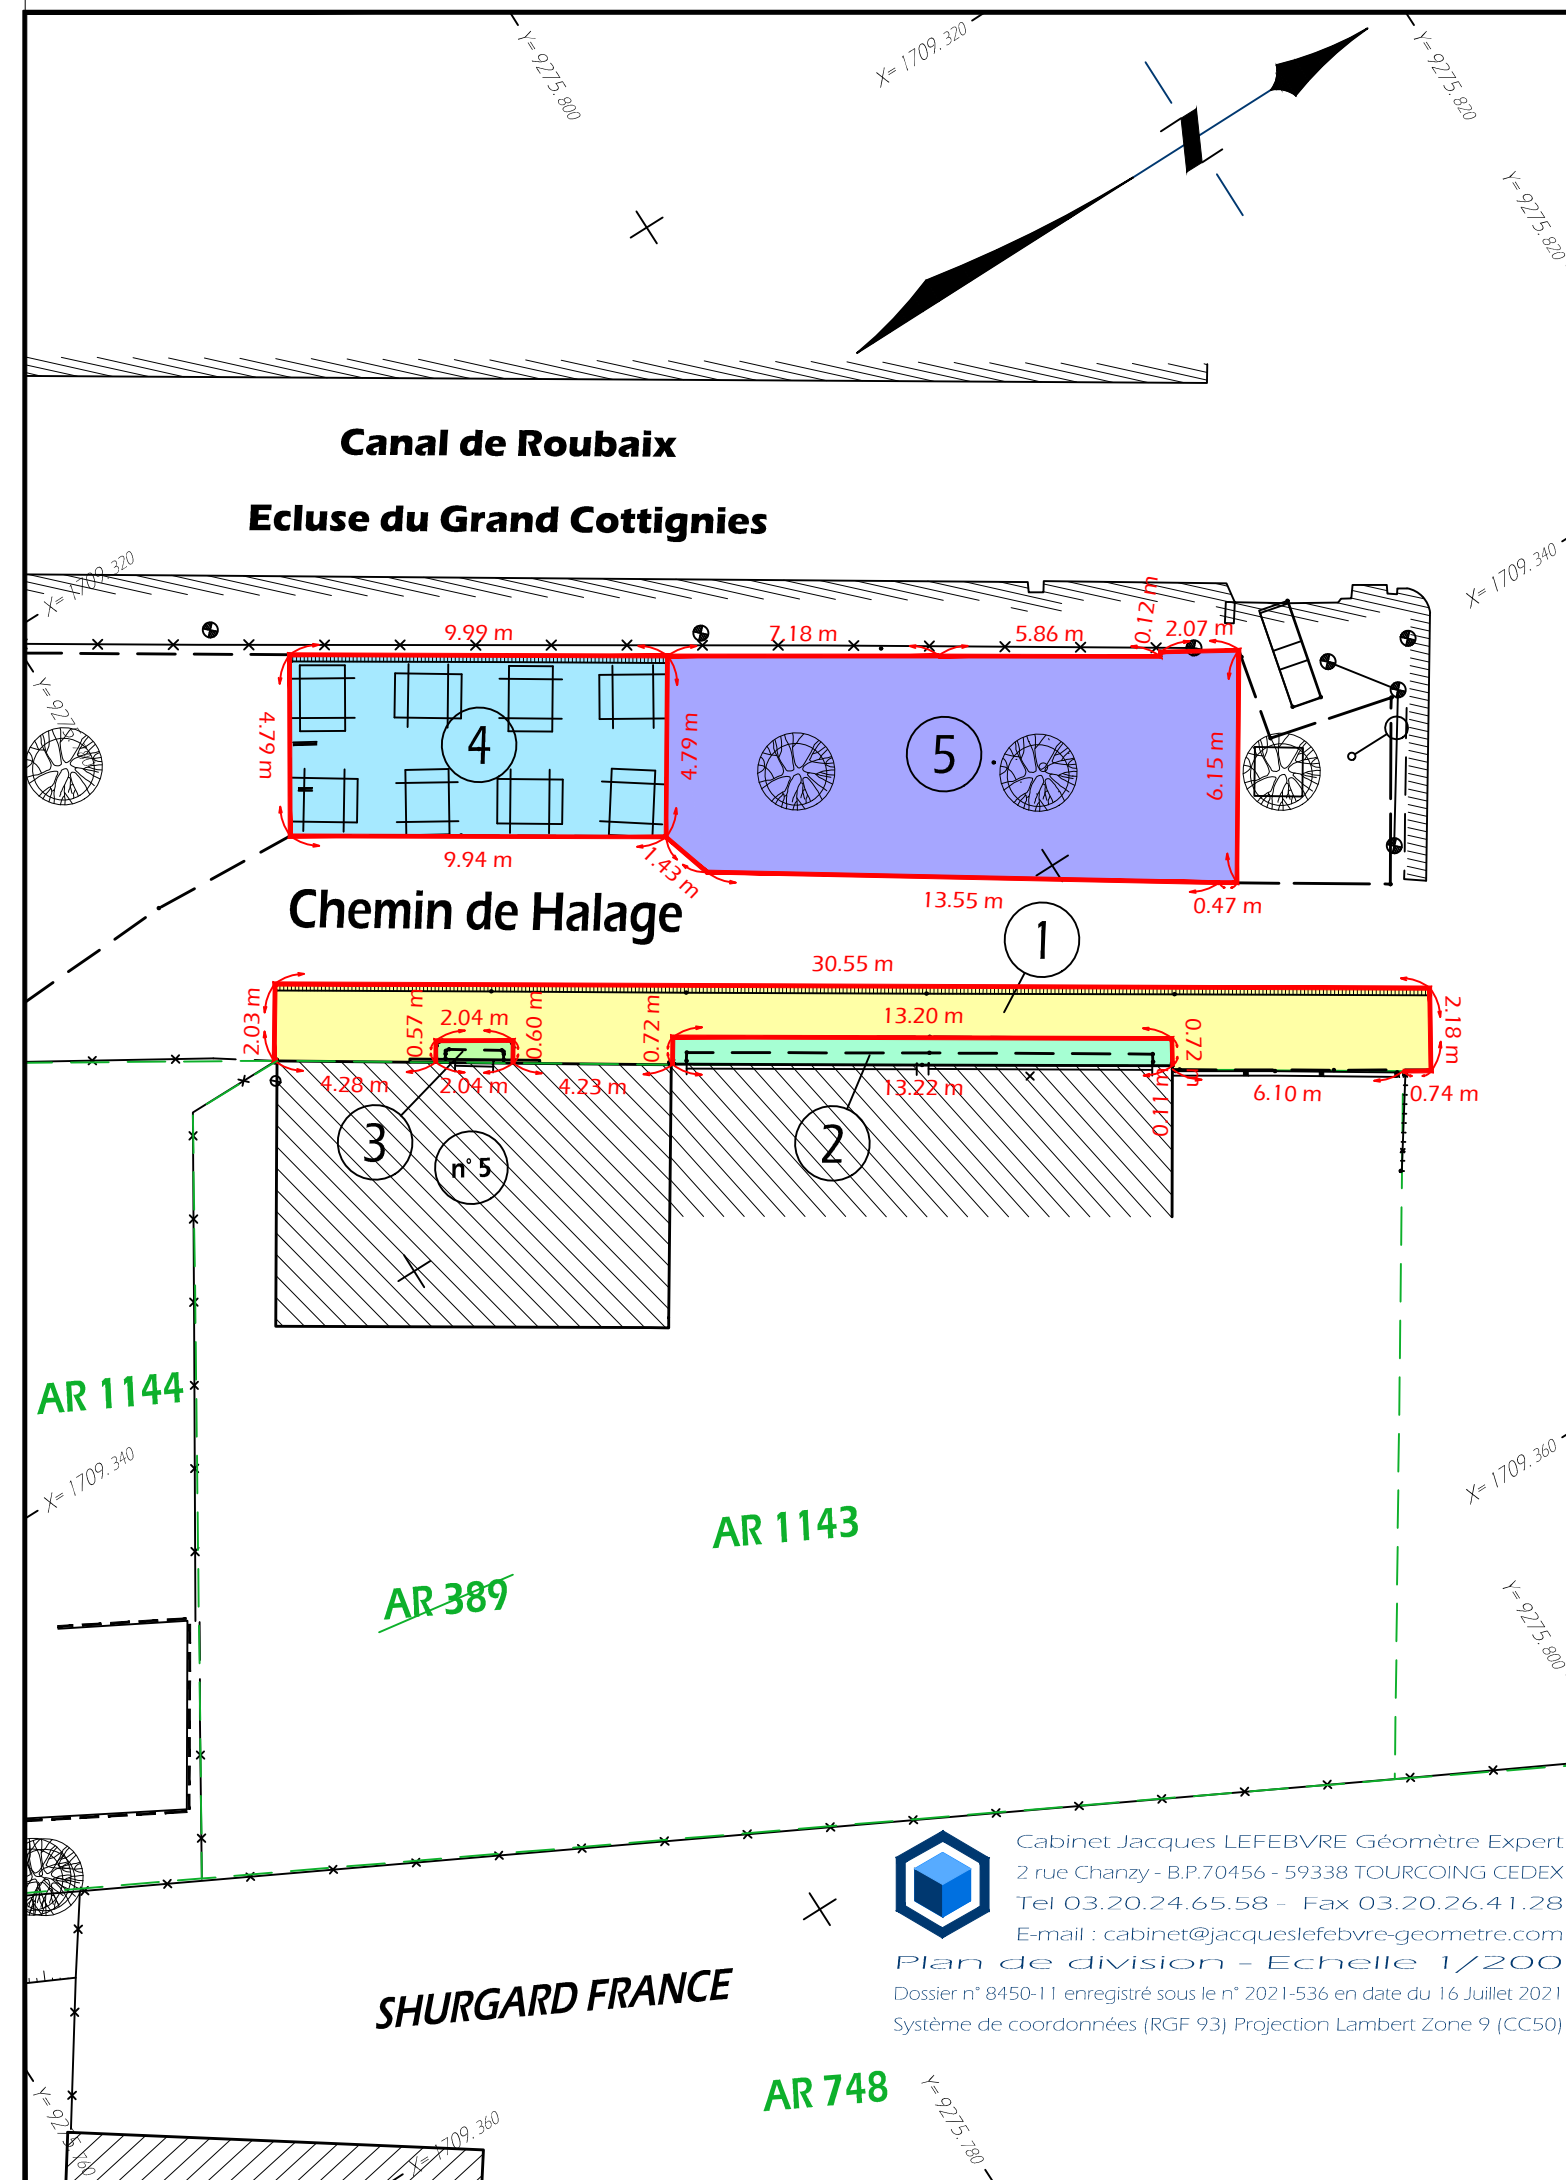 Y= 9275.800
X= 1709.320
Y= 9275.820
Y= 9275.820
N
Canal de Roubaix
Ecluse du Grand Cottignies
X= 1709.320
X= 1709.340
9.99 m
7.18 m
5.86 m
0.12 m
2.07 m
4.79 m
4
4.79 m
5
6.15 m
9.94 m
1.43 m
13.55 m
0.47 m
Chemin de Halage
1
30.55 m
2.03 m
0.57 m
2.04 m
0.60 m
0.72 m
13.20 m
0.72 m
2.18 m
4.28 m
2.04 m
4.23 m
13.22 m
0.11 m
6.10 m
0.74 m
3
n° 5
2
AR 1144
X= 1709.340
X= 1709.360
AR 1143
AR 389
Y= 9275.800
Cabinet Jacques LEFEBVRE Géomètre Expert
2 rue Chanzy - B.P.70456 - 59338 TOURCOING CEDEX
Tel 03.20.24.65.58 - Fax 03.20.26.41.28
E-mail : cabinet@jacqueslefebvre-geometre.com
Plan de division - Echelle 1/200
Dossier n° 8450-11 enregistré sous le n° 2021-536 en date du 16 Juillet 2021
Système de coordonnées (RGF 93) Projection Lambert Zone 9 (CC50)
SHURGARD FRANCE
AR 748
Y= 9275.760
X= 1709.360
Y= 9275.780